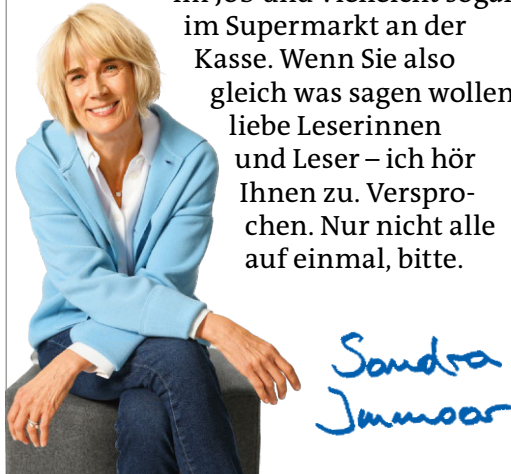 im Supermarkt an der
Kasse. Wenn Sie also
gleich was sagen wollen
liebe Leserinnen
und Leser – ich hör
Ihnen zu. Verspro-
chen. Nur nicht alle
auf einmal, bitte.
Sandra
Immoor